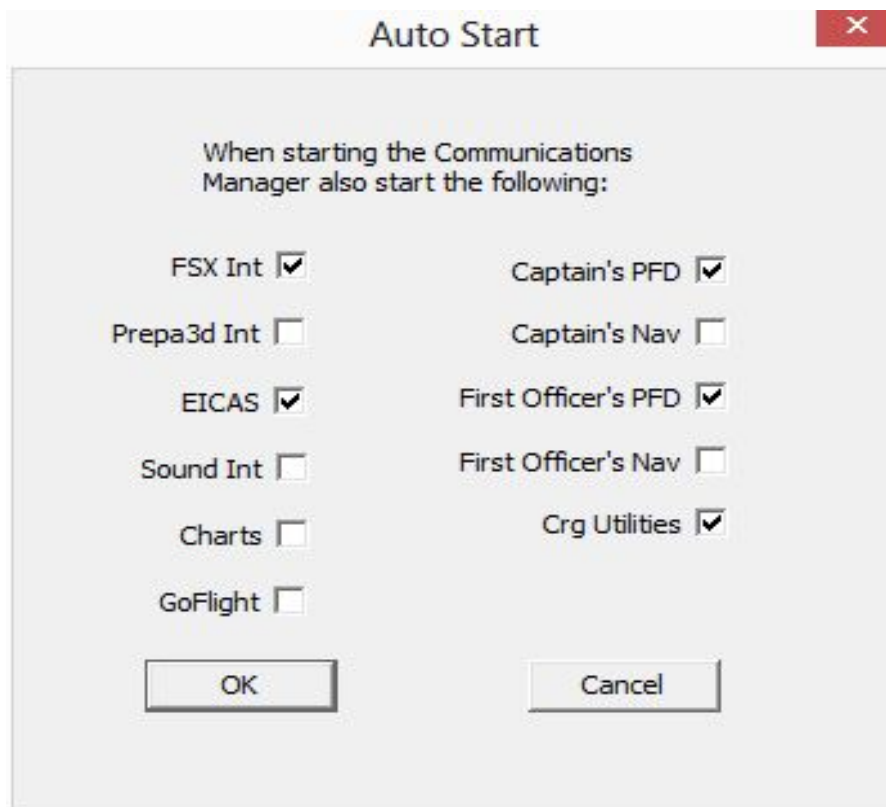 Auto Start
When starting the Communications
Manager also start the following:
FSX Int
Captain's PFD
Prepa3d Int
Captain's Nav
EICAS
First Officer's PFD
Sound Int
First Officer's Nav
Charts
Crg Utilities
GoFlight
OK
Cancel